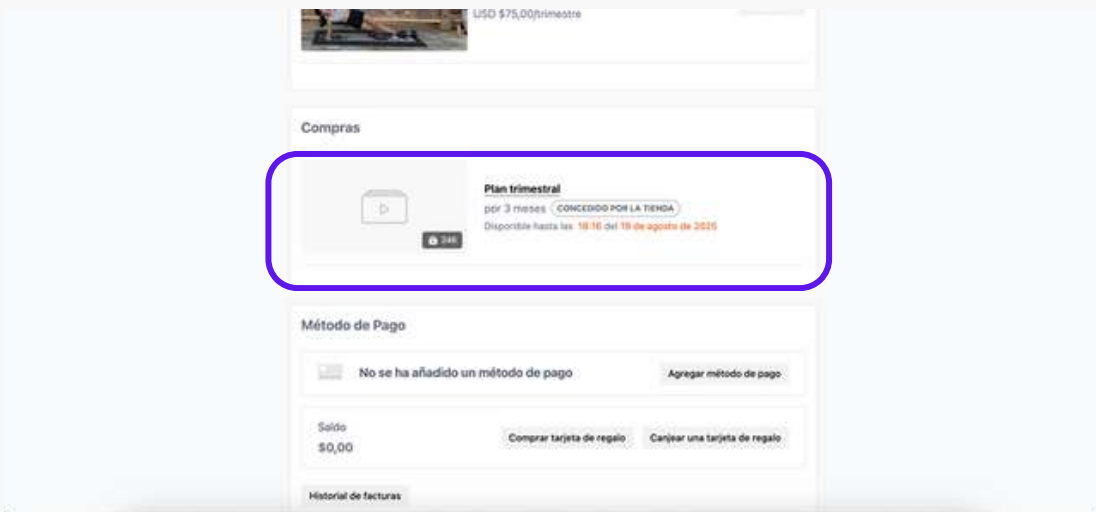 USD $75,00/trimestre
Compras
Plan trimestral
por 3 meses CONCEDIDO POR LA TIENDA
246
Disponible hasta las 16:16 del 19 de agosto de 2025
Método de Pago
No se ha añadido un método de pago
Agregar método de pago
Saldo
$0,00
Comprar tarjeta de regalo
Canjear una tarjeta de regalo
Historial de facturas